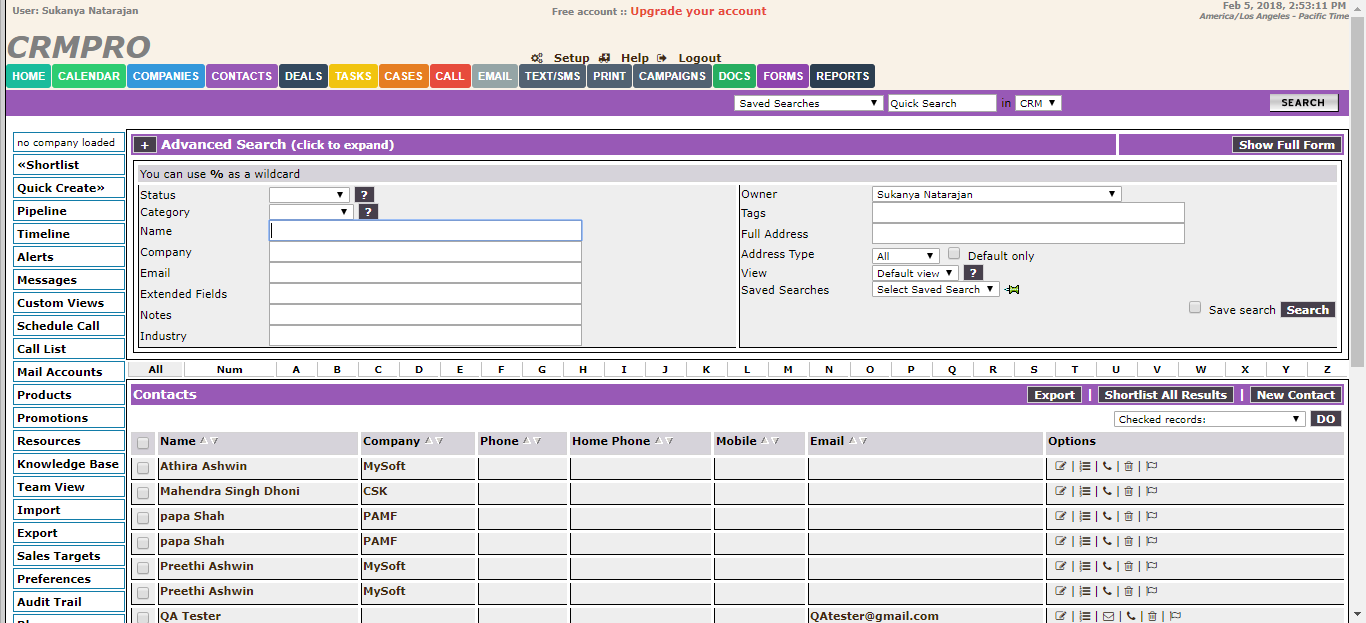 User: Sukanya Natarajan
Free account :: Upgrade your account
Feb 5, 2018, 2:53:11 PM
America/Los Angeles - Pacific Time
CRMPRO
Setup Help Logout
HOME CALENDAR COMPANIES CONTACTS DEALS TASKS CASES CALL EMAIL TEXT/SMS PRINT CAMPAIGNS DOCS FORMS REPORTS
Saved Searches Quick Search in CRM SEARCH
no company loaded
«Shortlist
Quick Create»
Pipeline
Timeline
Alerts
Messages
Custom Views
Schedule Call
Call List
Mail Accounts
Products
Promotions
Resources
Knowledge Base
Team View
Import
Export
Sales Targets
Preferences
Audit Trail
+ Advanced Search (click to expand) Show Full Form
You can use % as a wildcard
Status ?
Category ?
Name
Company
Email
Extended Fields
Notes
Industry
Owner Sukanya Natarajan
Tags
Full Address
Address Type All Default only
View Default view ?
Saved Searches Select Saved Search
Save search Search
All Num A B C D E F G H I J K L M N O P Q R S T U V W X Y Z
Contacts Export | Shortlist All Results | New Contact
Checked records: DO
Name Company Phone Home Phone Mobile Email Options
Athira Ashwin MySoft | | | |
Mahendra Singh Dhoni CSK | | | |
papa Shah PAMF | | | |
papa Shah PAMF | | | |
Preethi Ashwin MySoft | | | |
Preethi Ashwin MySoft | | | |
QA Tester QAtester@gmail.com | | | | |